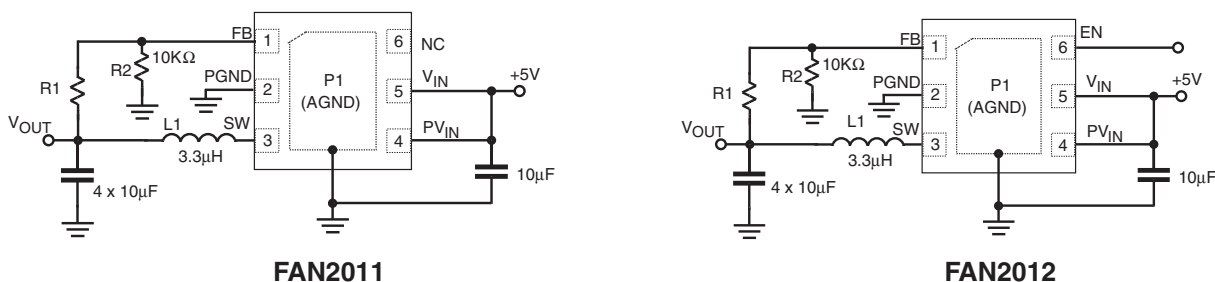 FB 1 6 NC
10KΩ
R2
R1
PGND 2 P1 (AGND) 5 VIN +5V
VOUT L1 SW 3 4 PVIN
3.3μH
4 x 10μF
10μF
FAN2011
FB 1 6 EN
10KΩ
R2
R1
PGND 2 P1 (AGND) 5 VIN +5V
VOUT L1 SW 3 4 PVIN
3.3μH
4 x 10μF
10μF
FAN2012